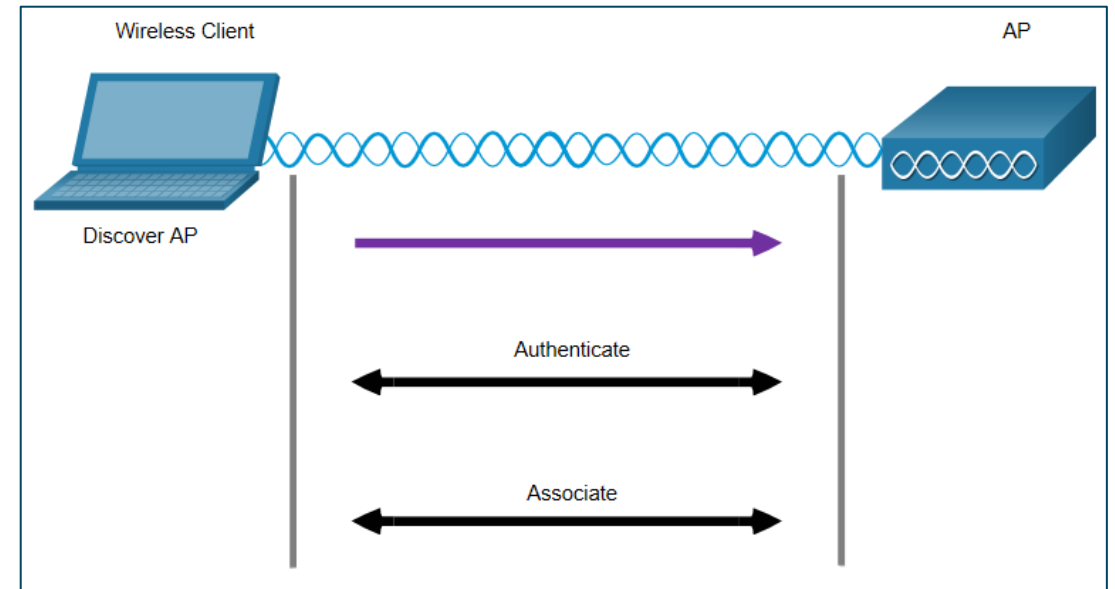 Wireless Client
AP
Discover AP
Authenticate
Associate